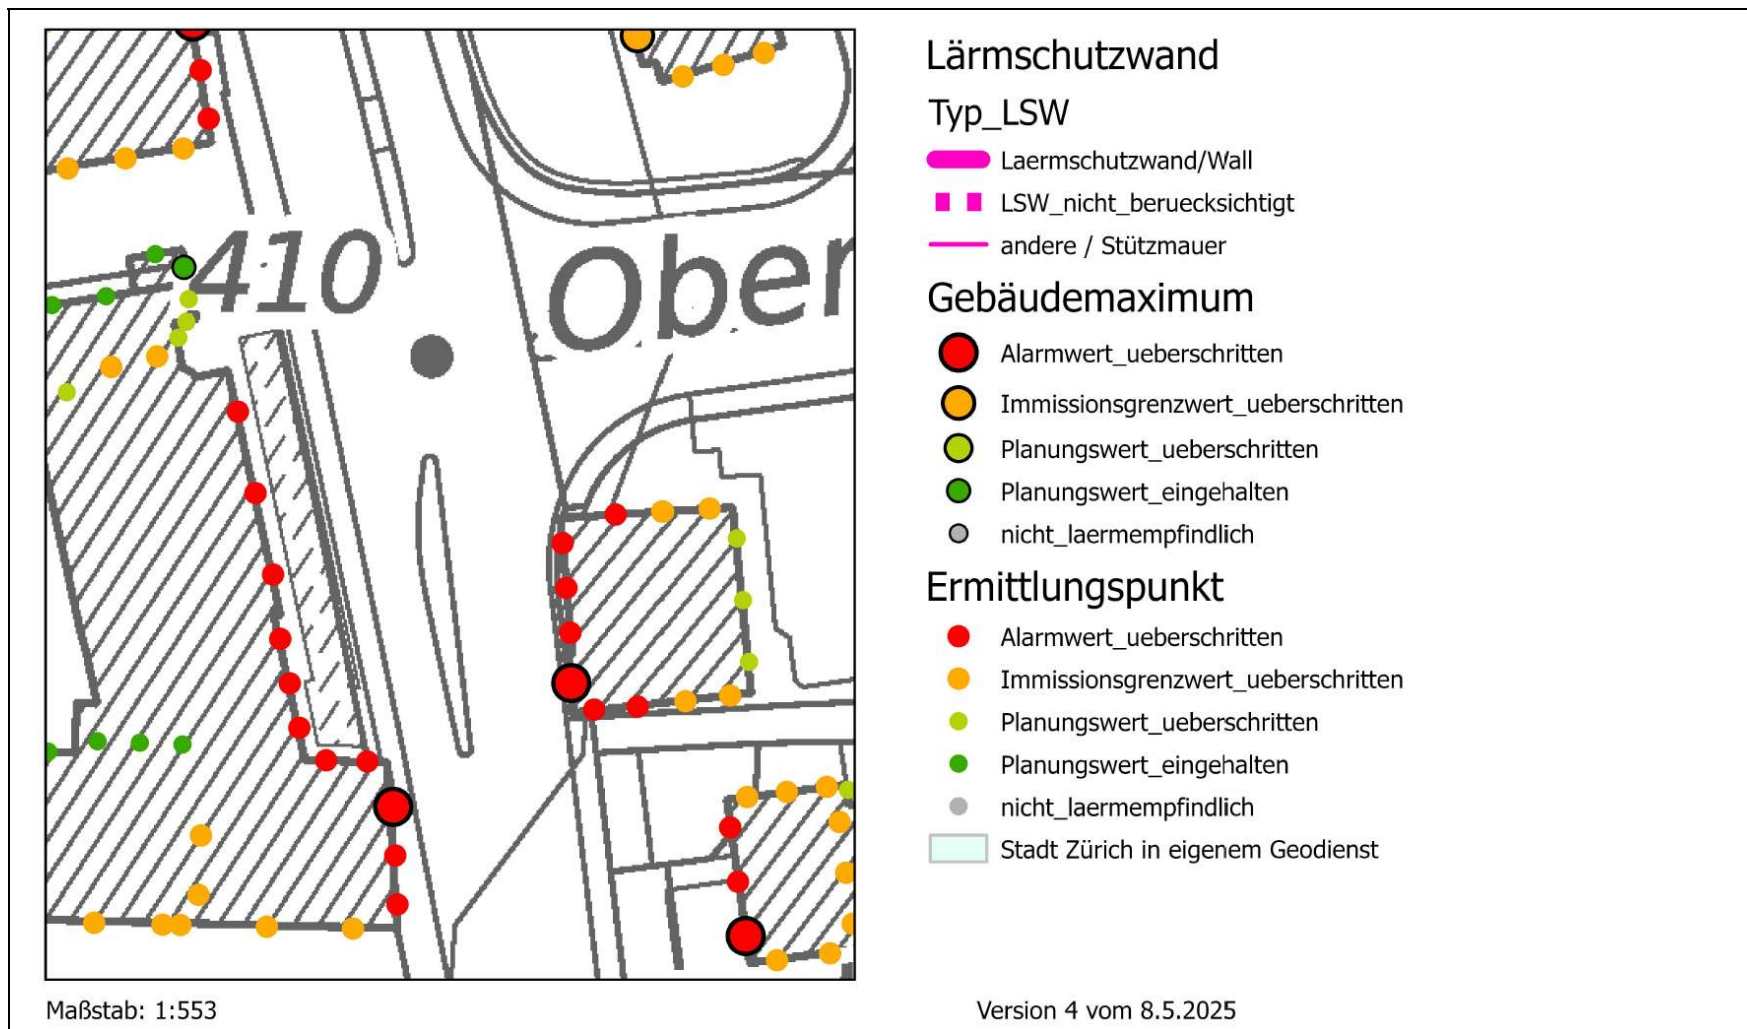 410
Ober
Lärmschutzwand
Typ_LSW
Laermschutzwand/Wall
LSW_nicht_beruecksichtigt
andere / Stützmauer
Gebäudemaximum
Alarmwert_ueberschritten
Immissionsgrenzwert_ueberschritten
Planungswert_ueberschritten
Planungswert_eingehalten
nicht_laermempfindlich
Ermittlungspunkt
Alarmwert_ueberschritten
Immissionsgrenzwert_ueberschritten
Planungswert_ueberschritten
Planungswert_eingehalten
nicht_laermempfindlich
Stadt Zürich in eigenem Geodienst
Maßstab: 1:553
Version 4 vom 8.5.2025